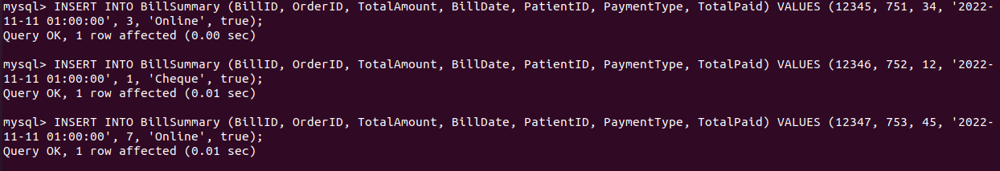 mysql> INSERT INTO BillSummary (BillID, OrderID, TotalAmount, BillDate, PatientID, PaymentType, TotalPaid) VALUES (12345, 751, 34, '2022-
11-11 01:00:00', 3, 'Online', true);
Query OK, 1 row affected (0.00 sec)
mysql> INSERT INTO BillSummary (BillID, OrderID, TotalAmount, BillDate, PatientID, PaymentType, TotalPaid) VALUES (12346, 752, 12, '2022-
11-11 01:00:00', 1, 'Cheque', true);
Query OK, 1 row affected (0.01 sec)
mysql> INSERT INTO BillSummary (BillID, OrderID, TotalAmount, BillDate, PatientID, PaymentType, TotalPaid) VALUES (12347, 753, 45, '2022-
11-11 01:00:00', 7, 'Online', true);
Query OK, 1 row affected (0.01 sec)